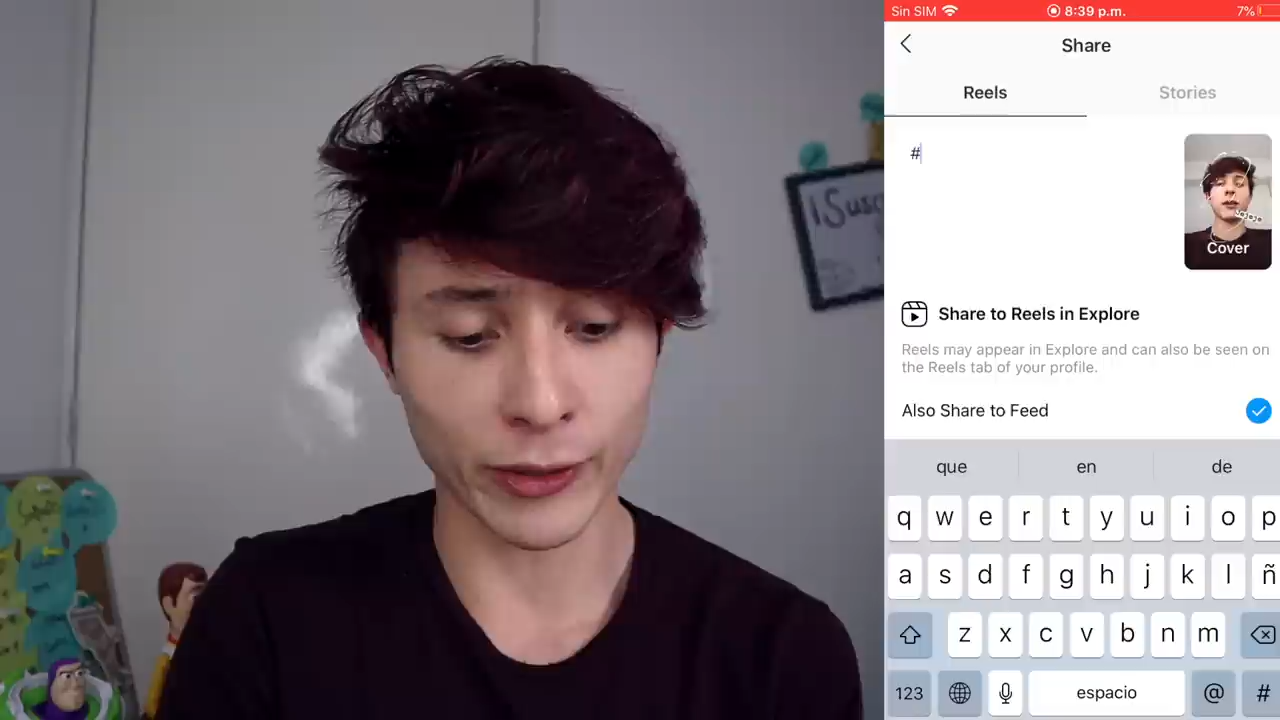 Sin SIM 8:39 p.m. 7%
Share
Reels Stories
#
Cover
Share to Reels in Explore
Reels may appear in Explore and can also be seen on
the Reels tab of your profile.
Also Share to Feed
que en de
q w e r t y u i o p
a s d f g h j k l ñ
z x c v b n m
123 espacio @ #
¡Susc